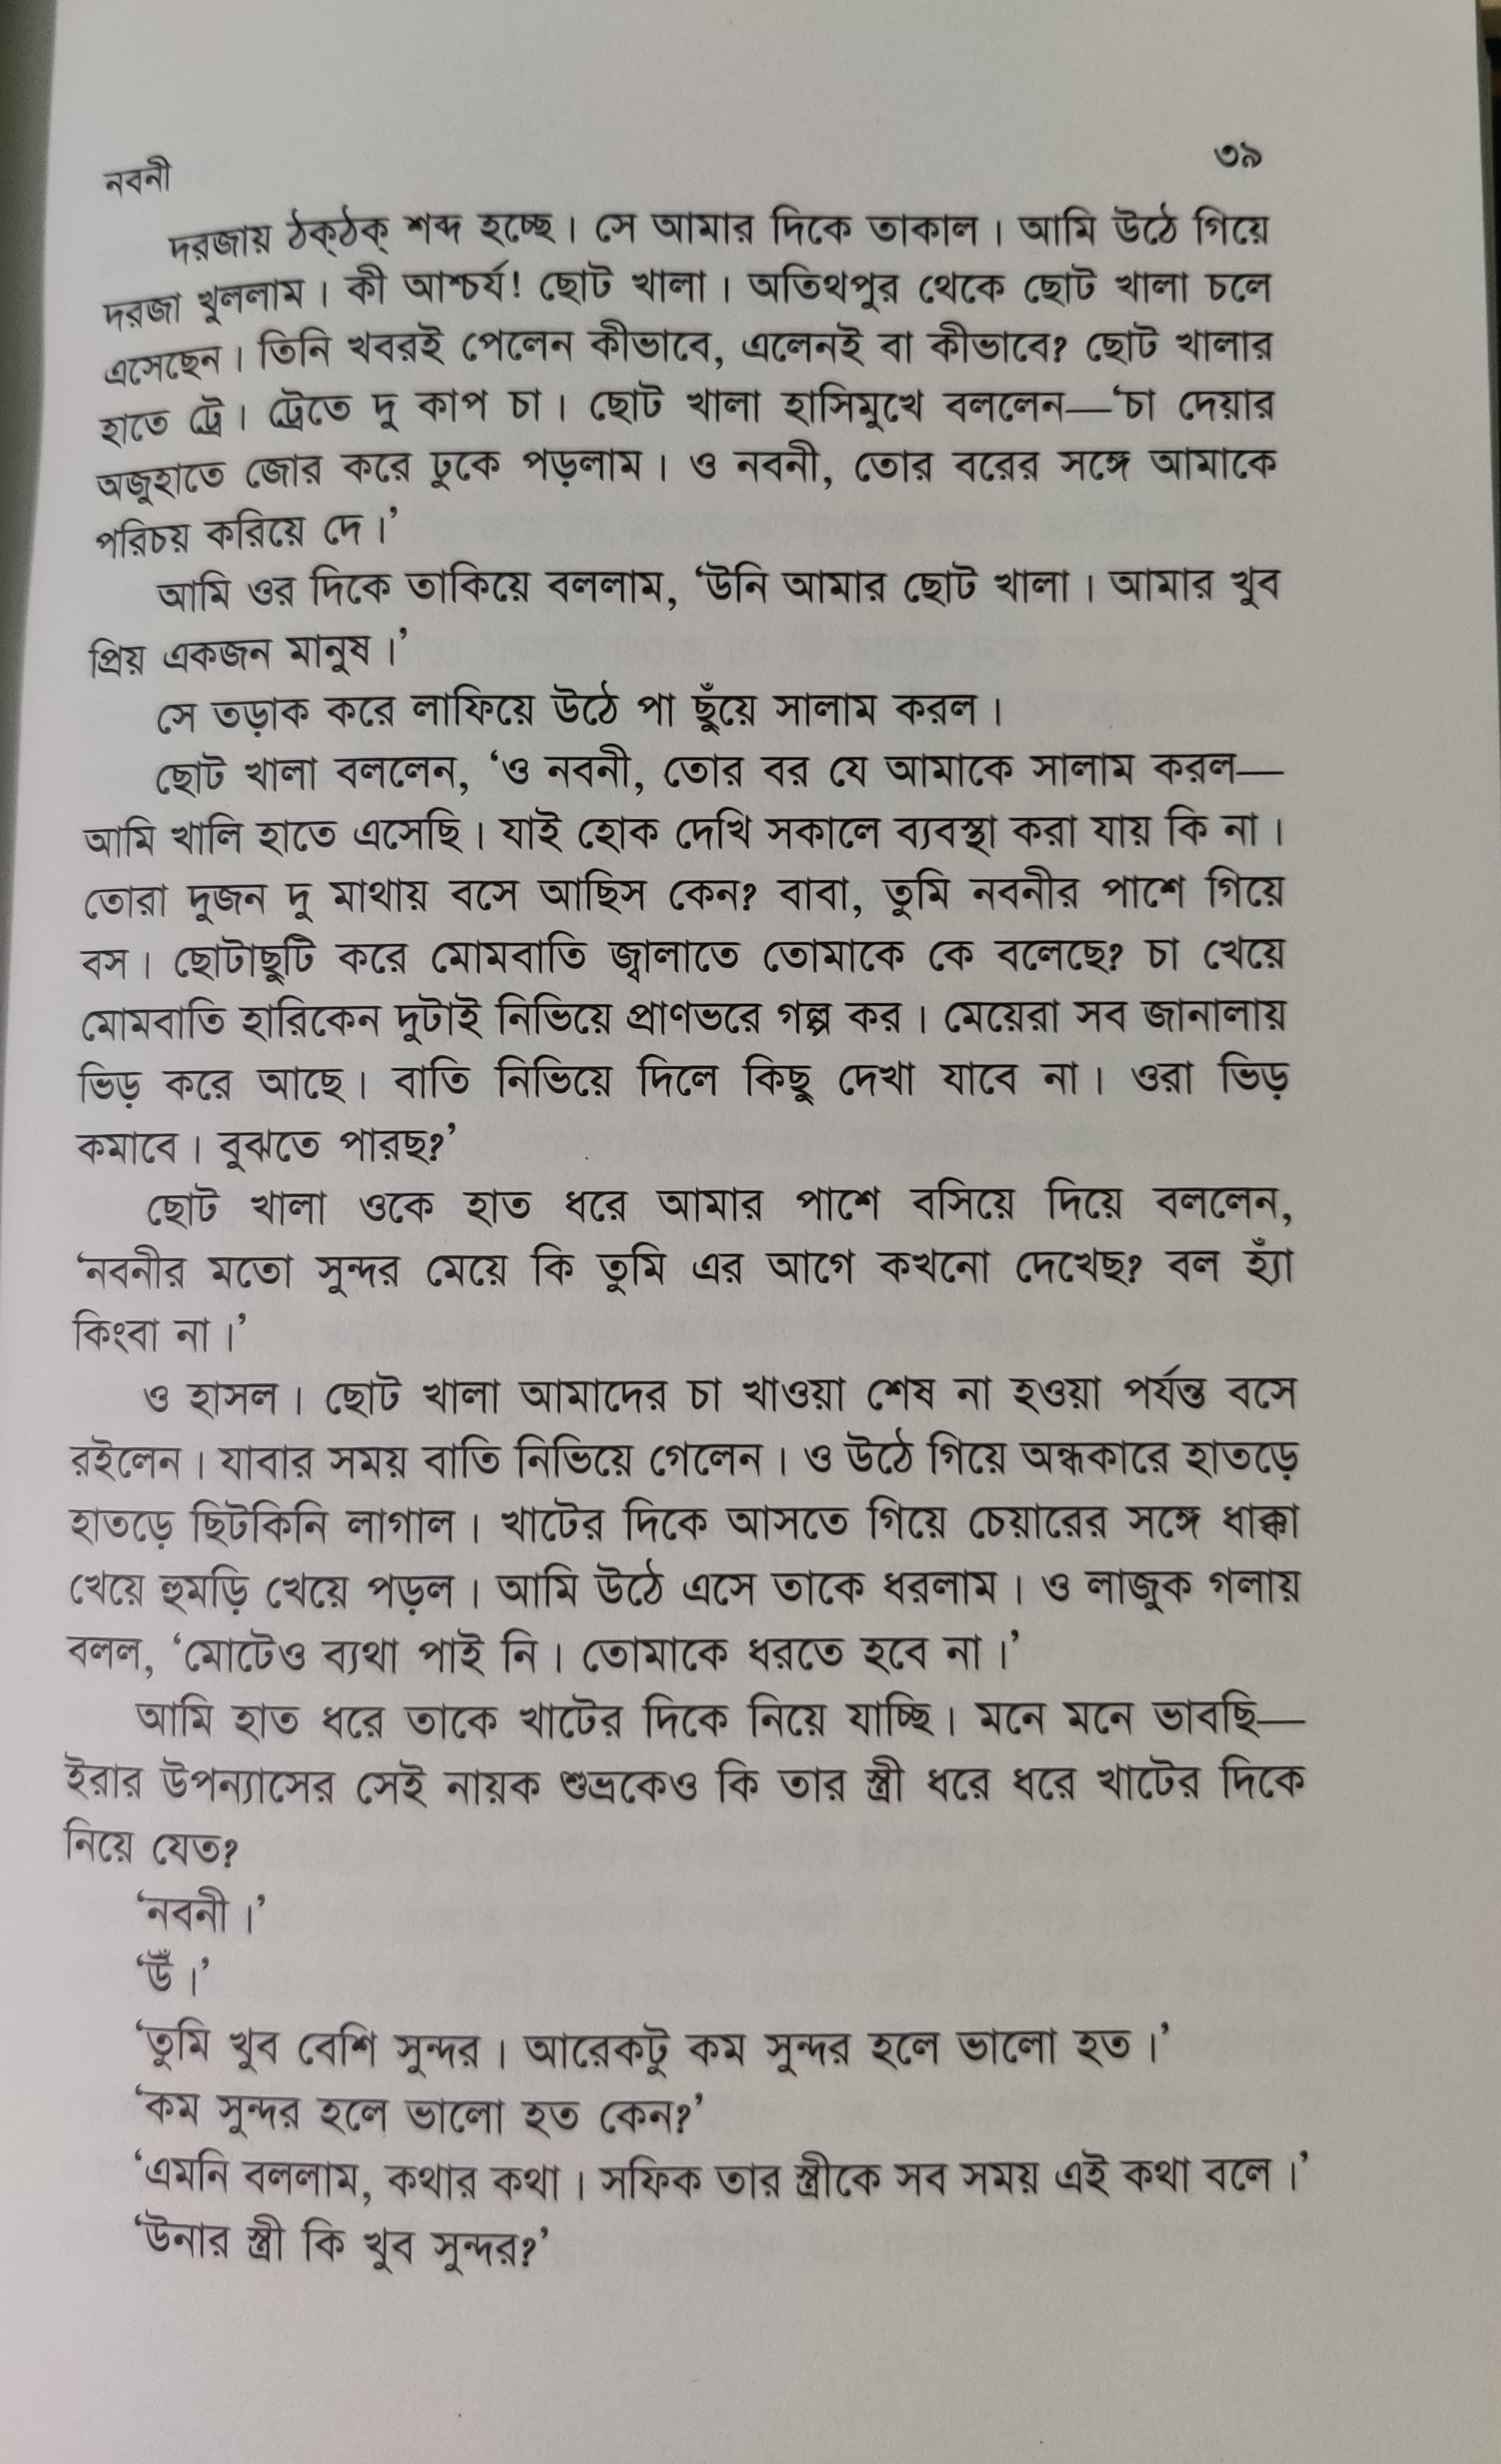 নবনী ৩৯
দরজায় ঠক্‌ঠক্ শব্দ হচ্ছে। সে আমার দিকে তাকাল। আমি উঠে গিয়ে
দরজা খুললাম। কী আশ্চর্য! ছোট খালা। অতিথপুর থেকে ছোট খালা চলে
এসেছেন। তিনি খবরই পেলেন কীভাবে, এলেনই বা কীভাবে? ছোট খালার
হাতে ট্রে। ট্রেতে দু কাপ চা। ছোট খালা হাসিমুখে বললেন—‘চা দেয়ার
অজুহাতে জোর করে ঢুকে পড়লাম। ও নবনী, তোর বরের সঙ্গে আমাকে
পরিচয় করিয়ে দে।’
আমি ওর দিকে তাকিয়ে বললাম, ‘উনি আমার ছোট খালা। আমার খুব
প্রিয় একজন মানুষ।’
সে তড়াক করে লাফিয়ে উঠে পা ছুঁয়ে সালাম করল।
ছোট খালা বললেন, ‘ও নবনী, তোর বর যে আমাকে সালাম করল—
আমি খালি হাতে এসেছি। যাই হোক দেখি সকালে ব্যবস্থা করা যায় কি না।
তোরা দুজন দু মাথায় বসে আছিস কেন? বাবা, তুমি নবনীর পাশে গিয়ে
বস। ছোটাছুটি করে মোমবাতি জ্বালাতে তোমাকে কে বলেছে? চা খেয়ে
মোমবাতি হারিকেন দুটাই নিভিয়ে প্রাণভরে গল্প কর। মেয়েরা সব জানালায়
ভিড় করে আছে। বাতি নিভিয়ে দিলে কিছু দেখা যাবে না। ওরা ভিড়
কমাবে। বুঝতে পারছ?’
ছোট খালা ওকে হাত ধরে আমার পাশে বসিয়ে দিয়ে বললেন,
‘নবনীর মতো সুন্দর মেয়ে কি তুমি এর আগে কখনো দেখেছ? বল হ্যাঁ
কিংবা না।’
ও হাসল। ছোট খালা আমাদের চা খাওয়া শেষ না হওয়া পর্যন্ত বসে
রইলেন। যাবার সময় বাতি নিভিয়ে গেলেন। ও উঠে গিয়ে অন্ধকারে হাতড়ে
হাতড়ে ছিটকিনি লাগাল। খাটের দিকে আসতে গিয়ে চেয়ারের সঙ্গে ধাক্কা
খেয়ে হুমড়ি খেয়ে পড়ল। আমি উঠে এসে তাকে ধরলাম। ও লাজুক গলায়
বলল, ‘মোটেও ব্যথা পাই নি। তোমাকে ধরতে হবে না।’
আমি হাত ধরে তাকে খাটের দিকে নিয়ে যাচ্ছি। মনে মনে ভাবছি—
ইরার উপন্যাসের সেই নায়ক শুভ্রকেও কি তার স্ত্রী ধরে ধরে খাটের দিকে
নিয়ে যেত?
‘নবনী।’
‘উঁ।’
‘তুমি খুব বেশি সুন্দর। আরেকটু কম সুন্দর হলে ভালো হত।’
‘কম সুন্দর হলে ভালো হত কেন?’
‘এমনি বললাম, কথার কথা। সফিক তার স্ত্রীকে সব সময় এই কথা বলে।’
‘উনার স্ত্রী কি খুব সুন্দর?’